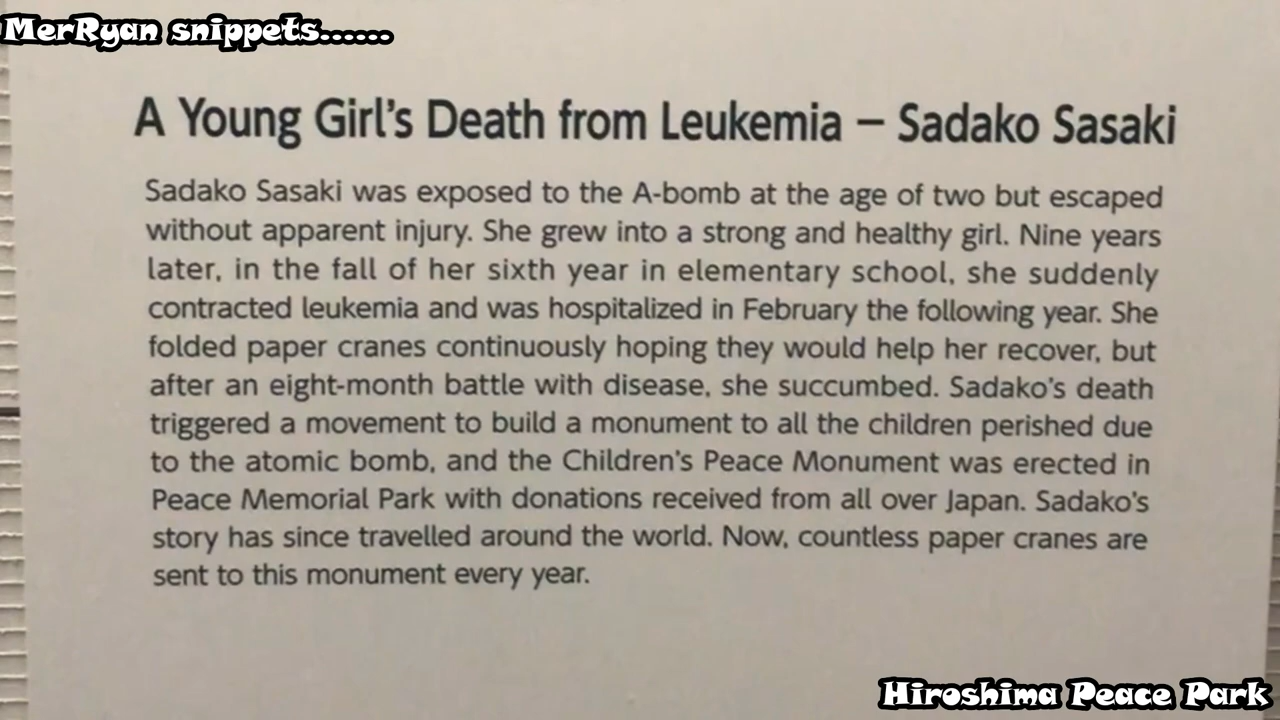 MerRyan snippets......
A Young Girl's Death from Leukemia – Sadako Sasaki
Sadako Sasaki was exposed to the A-bomb at the age of two but escaped
without apparent injury. She grew into a strong and healthy girl. Nine years
later, in the fall of her sixth year in elementary school, she suddenly
contracted leukemia and was hospitalized in February the following year. She
folded paper cranes continuously hoping they would help her recover, but
after an eight-month battle with disease, she succumbed. Sadako's death
triggered a movement to build a monument to all the children perished due
to the atomic bomb, and the Children's Peace Monument was erected in
Peace Memorial Park with donations received from all over Japan. Sadako's
story has since travelled around the world. Now, countless paper cranes are
sent to this monument every year.
Hiroshima Peace Park